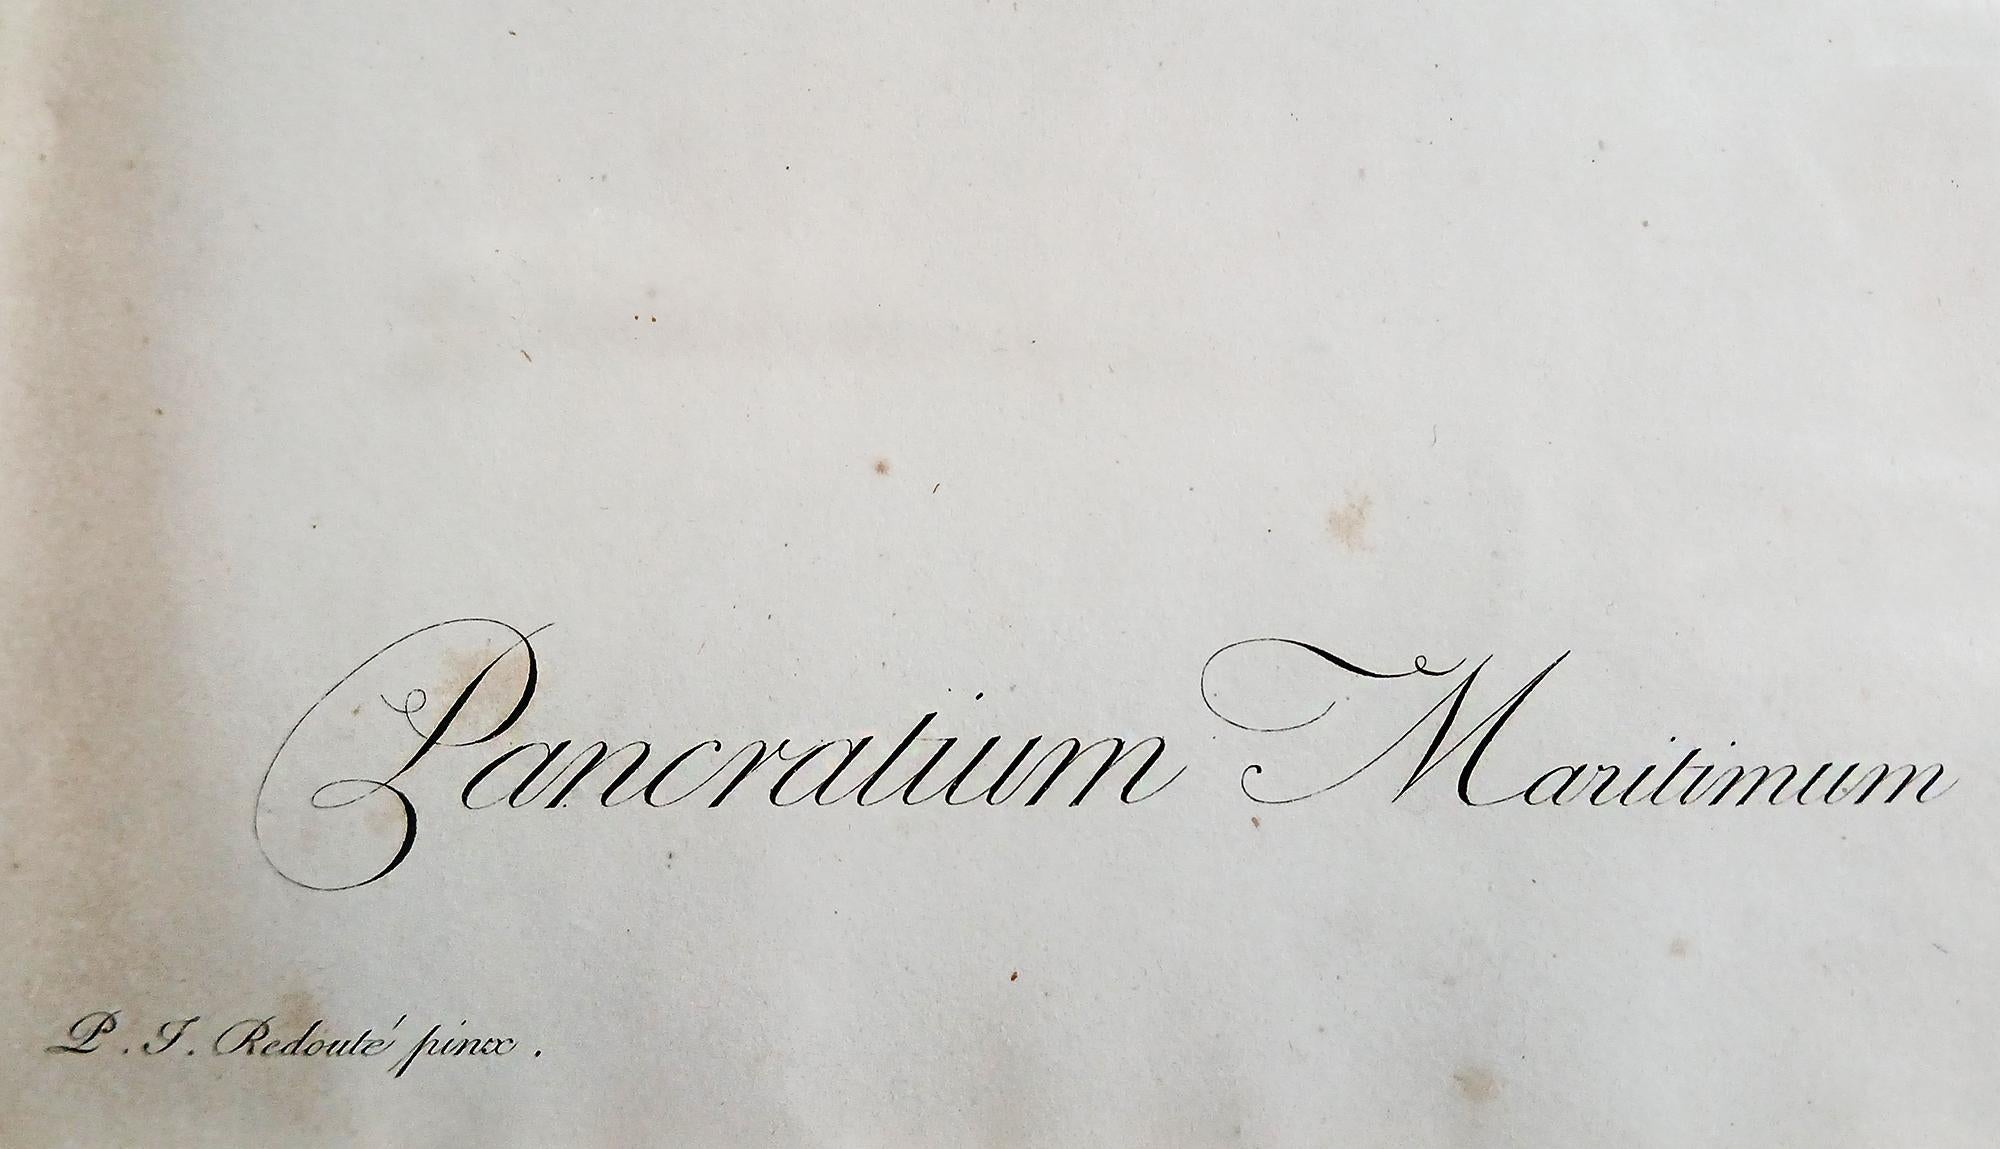 Pancratium Maritimum
P. J. Redouté pinx.